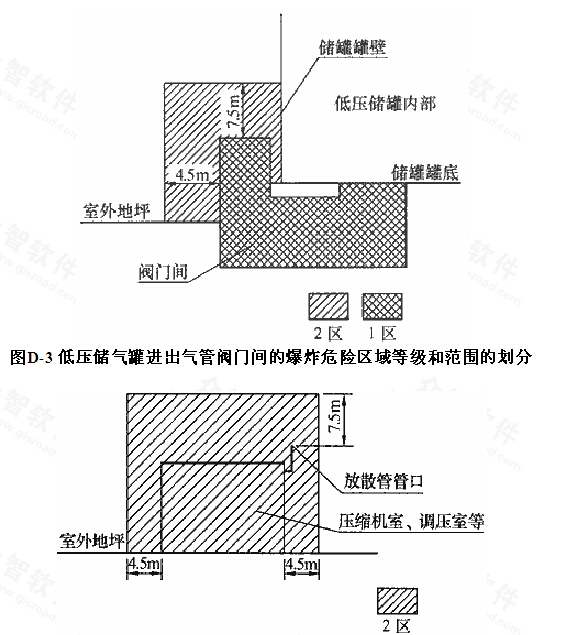 储罐罐壁
低压储罐内部
7.5m
4.5m
储罐罐底
室外地坪
阀门间
2区
1区
图D-3 低压储气罐进出气管阀门间的爆炸危险区域等级和范围的划分
7.5m
放散管管口
压缩机室、调压室等
室外地坪
4.5m
4.5m
2区